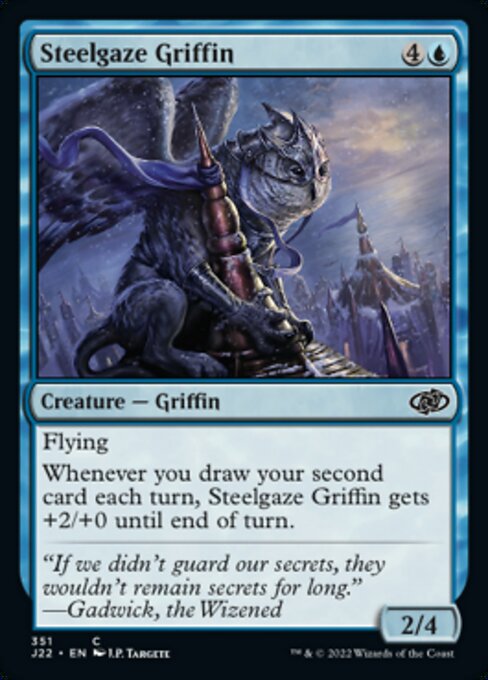 Steelgaze Griffin 4
Creature — Griffin
Flying
Whenever you draw your second
card each turn, Steelgaze Griffin gets
+2/+0 until end of turn.
"If we didn't guard our secrets, they
wouldn't remain secrets for long."
—Gadwick, the Wizened
2/4
351 C
J22 • EN I.P. Targete ™ & © 2022 Wizards of the Coast